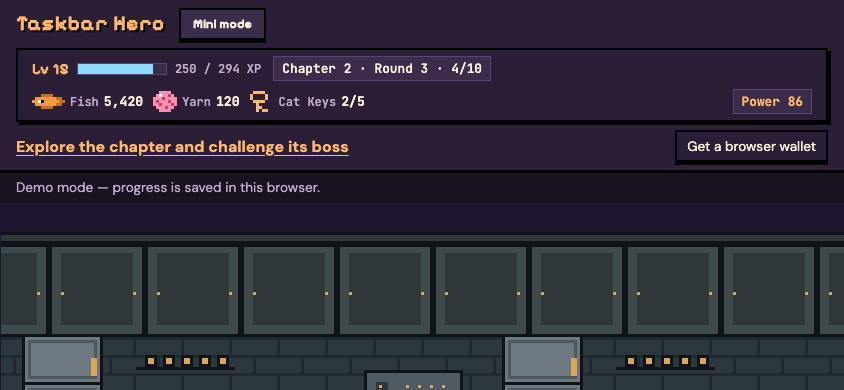 Taskbar Hero
Mini mode
Lv 18
250 / 294 XP
Chapter 2 · Round 3 · 4/10
Fish 5,420
Yarn 120
Cat Keys 2/5
Power 86
Explore the chapter and challenge its boss
Get a browser wallet
Demo mode — progress is saved in this browser.